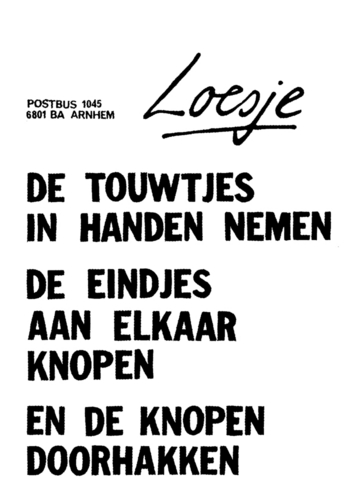 Loesje
POSTBUS 1045
6801 BA ARNHEM
DE TOUWTJES
IN HANDEN NEMEN
DE EINDJES
AAN ELKAAR
KNOPEN
EN DE KNOPEN
DOORHAKKEN